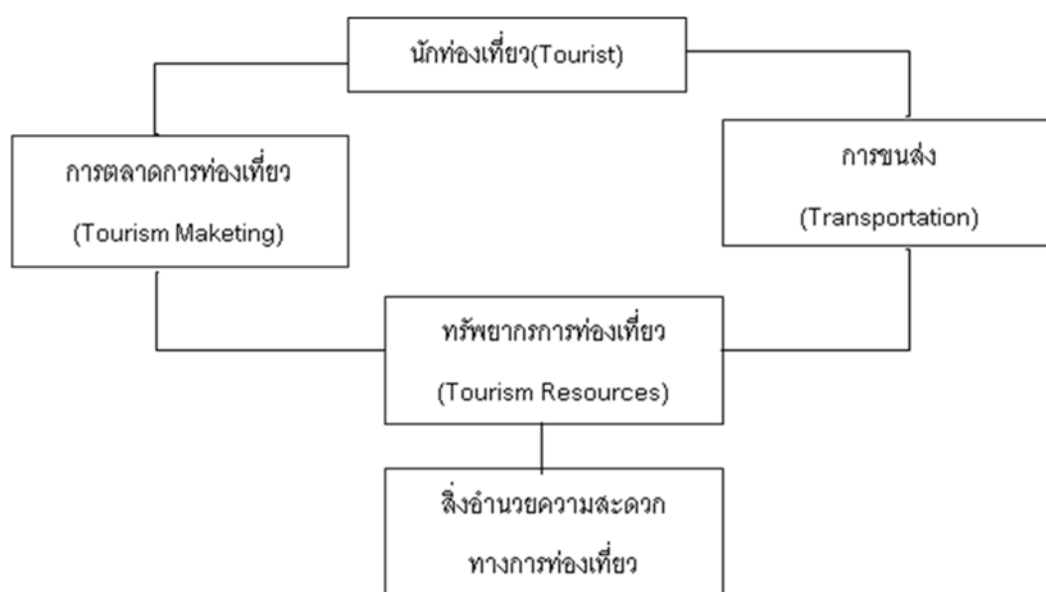 นักท่องเที่ยว(Tourist)
การตลาดการท่องเที่ยว
(Tourism Maketing)
การขนส่ง
(Transportation)
ทรัพยากรการท่องเที่ยว
(Tourism Resources)
สิ่งอำนวยความสะดวก
ทางการท่องเที่ยว